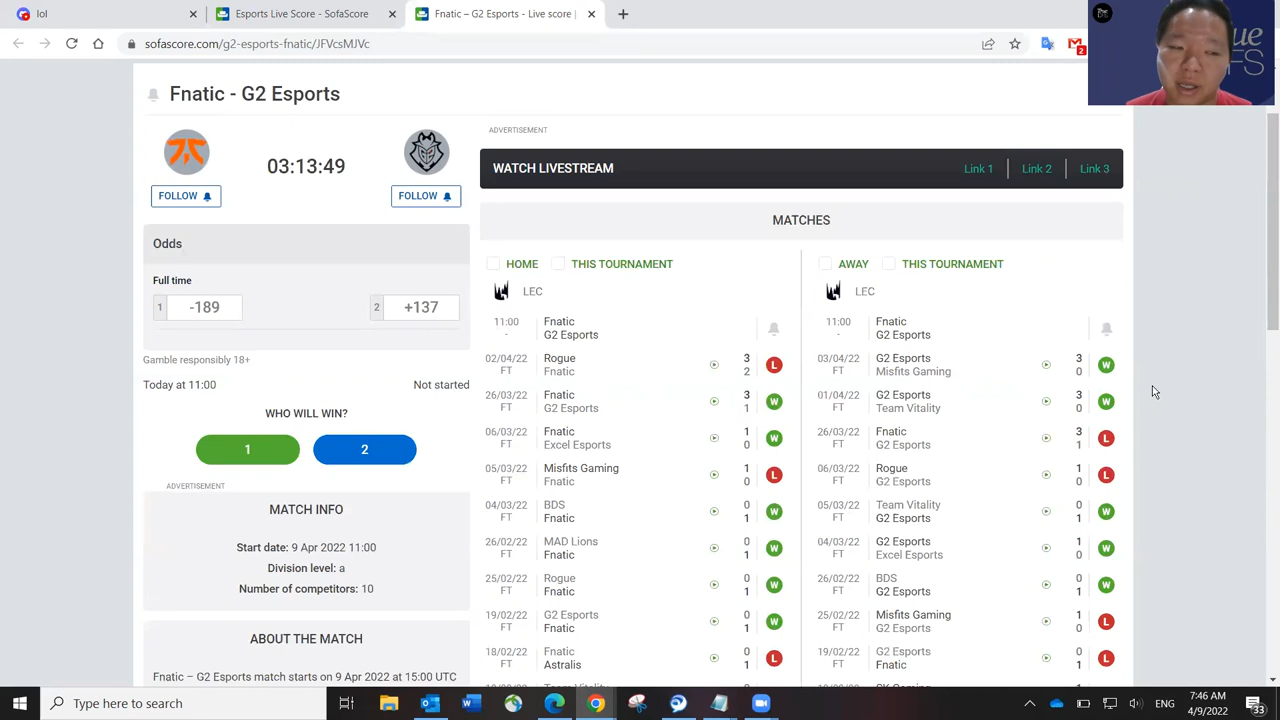 lol
Esports Live Score - SofaScore
Fnatic – G2 Esports - Live score |
sofascore.com/g2-esports-fnatic/JFVcsMJVc
2
Fnatic - G2 Esports
03:13:49
FOLLOW
FOLLOW
Odds
Full time
1 -189
2 +137
Gamble responsibly 18+
Today at 11:00
Not started
WHO WILL WIN?
1
2
ADVERTISEMENT
MATCH INFO
Start date: 9 Apr 2022 11:00
Division level: a
Number of competitors: 10
ABOUT THE MATCH
Fnatic – G2 Esports match starts on 9 Apr 2022 at 15:00 UTC
ADVERTISEMENT
WATCH LIVESTREAM
Link 1
Link 2
Link 3
MATCHES
HOME
THIS TOURNAMENT
LEC
11:00 Fnatic
- G2 Esports
02/04/22 Rogue 3
FT Fnatic 2 L
26/03/22 Fnatic 3
FT G2 Esports 1 W
06/03/22 Fnatic 1
FT Excel Esports 0 W
05/03/22 Misfits Gaming 1
FT Fnatic 0 L
04/03/22 BDS 0
FT Fnatic 1 W
26/02/22 MAD Lions 0
FT Fnatic 1 W
25/02/22 Rogue 0
FT Fnatic 1 W
19/02/22 G2 Esports 0
FT Fnatic 1 W
18/02/22 Fnatic 0
FT Astralis 1 L
AWAY
THIS TOURNAMENT
LEC
11:00 Fnatic
- G2 Esports
03/04/22 G2 Esports 3
FT Misfits Gaming 0 W
01/04/22 G2 Esports 3
FT Team Vitality 0 W
26/03/22 Fnatic 3
FT G2 Esports 1 L
06/03/22 Rogue 1
FT G2 Esports 0 L
05/03/22 Team Vitality 0
FT G2 Esports 1 W
04/03/22 G2 Esports 1
FT Excel Esports 0 W
26/02/22 BDS 0
FT G2 Esports 1 W
25/02/22 Misfits Gaming 1
FT G2 Esports 0 L
19/02/22 G2 Esports 0
FT Fnatic 1 L
Type here to search
ENG
7:46 AM
4/9/2022
33